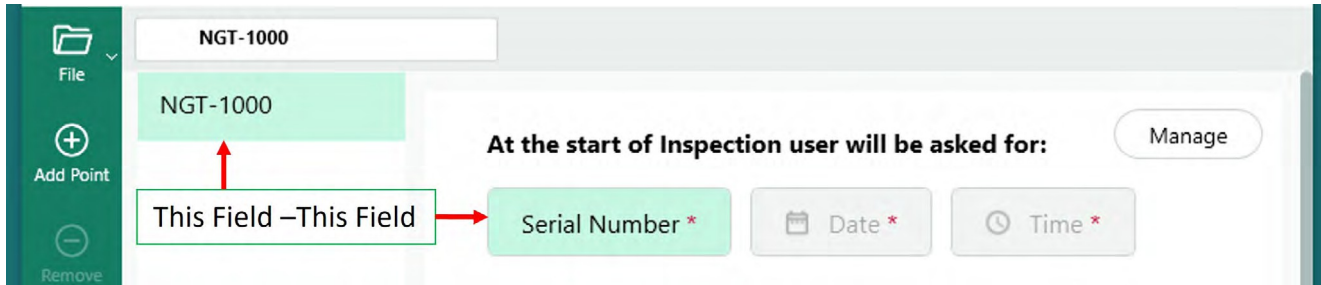 File
NGT-1000
NGT-1000
Add Point
At the start of Inspection user will be asked for:
Manage
This Field –This Field
Serial Number *
Date *
Time *
Remove